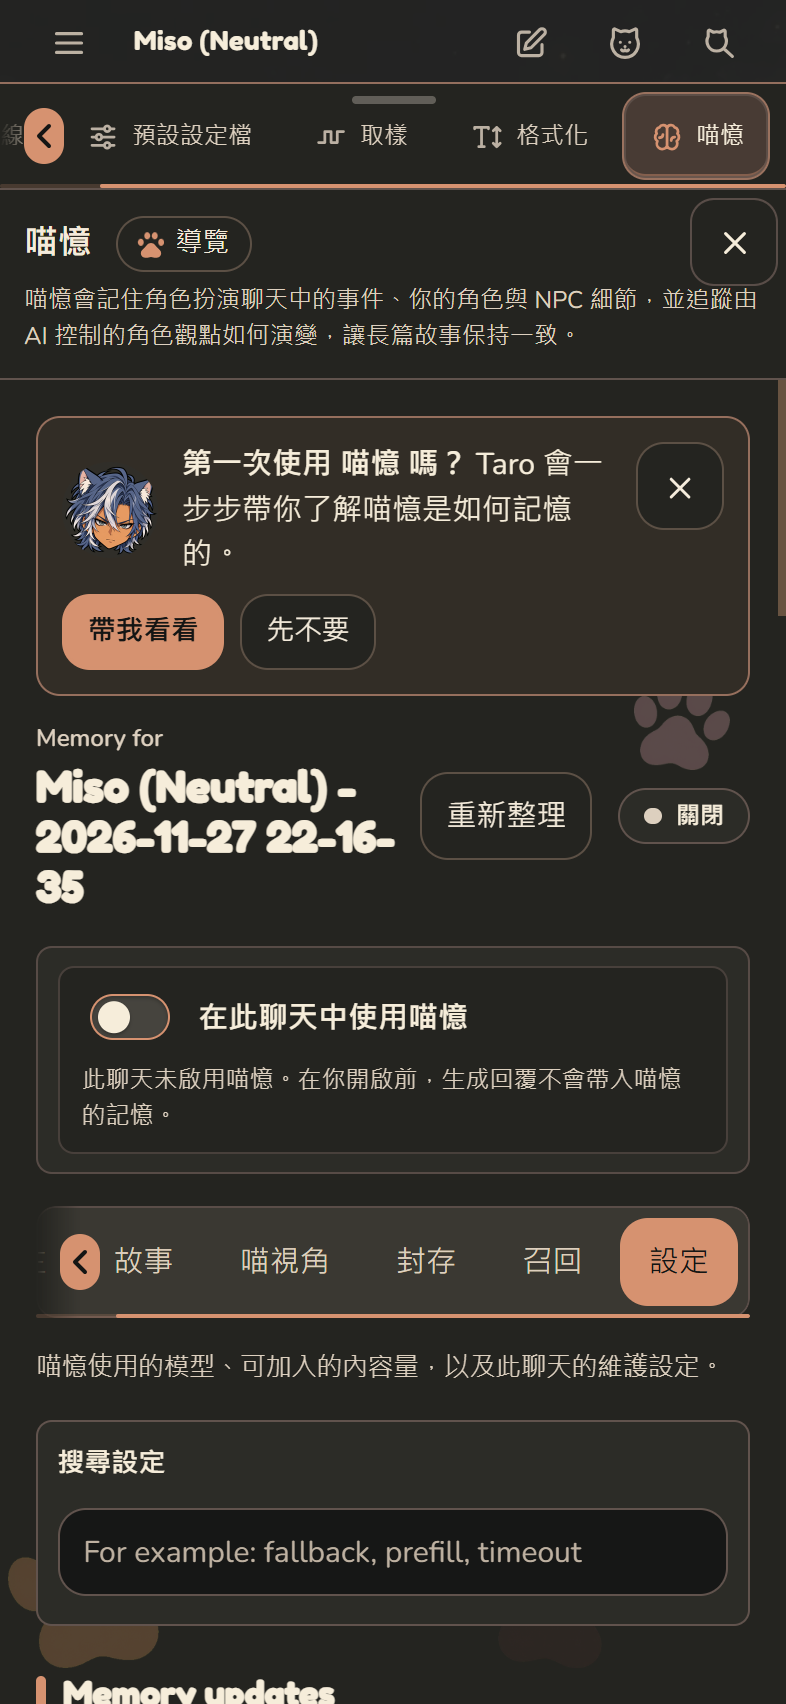 Miso (Neutral)
線
預設設定檔
取樣
格式化
喵憶
喵憶
導覽
喵憶會記住角色扮演聊天中的事件、你的角色與 NPC 細節，並追蹤由
AI 控制的角色觀點如何演變，讓長篇故事保持一致。
第一次使用 喵憶 嗎？ Taro 會一
步步帶你了解喵憶是如何記憶
的。
帶我看看
先不要
Memory for
Miso (Neutral) -
2026-11-27 22-16-
35
重新整理
關閉
在此聊天中使用喵憶
此聊天未啟用喵憶。在你開啟前，生成回覆不會帶入喵憶
的記憶。
故事
喵視角
封存
召回
設定
喵憶使用的模型、可加入的內容量，以及此聊天的維護設定。
搜尋設定
For example: fallback, prefill, timeout
Memory updates